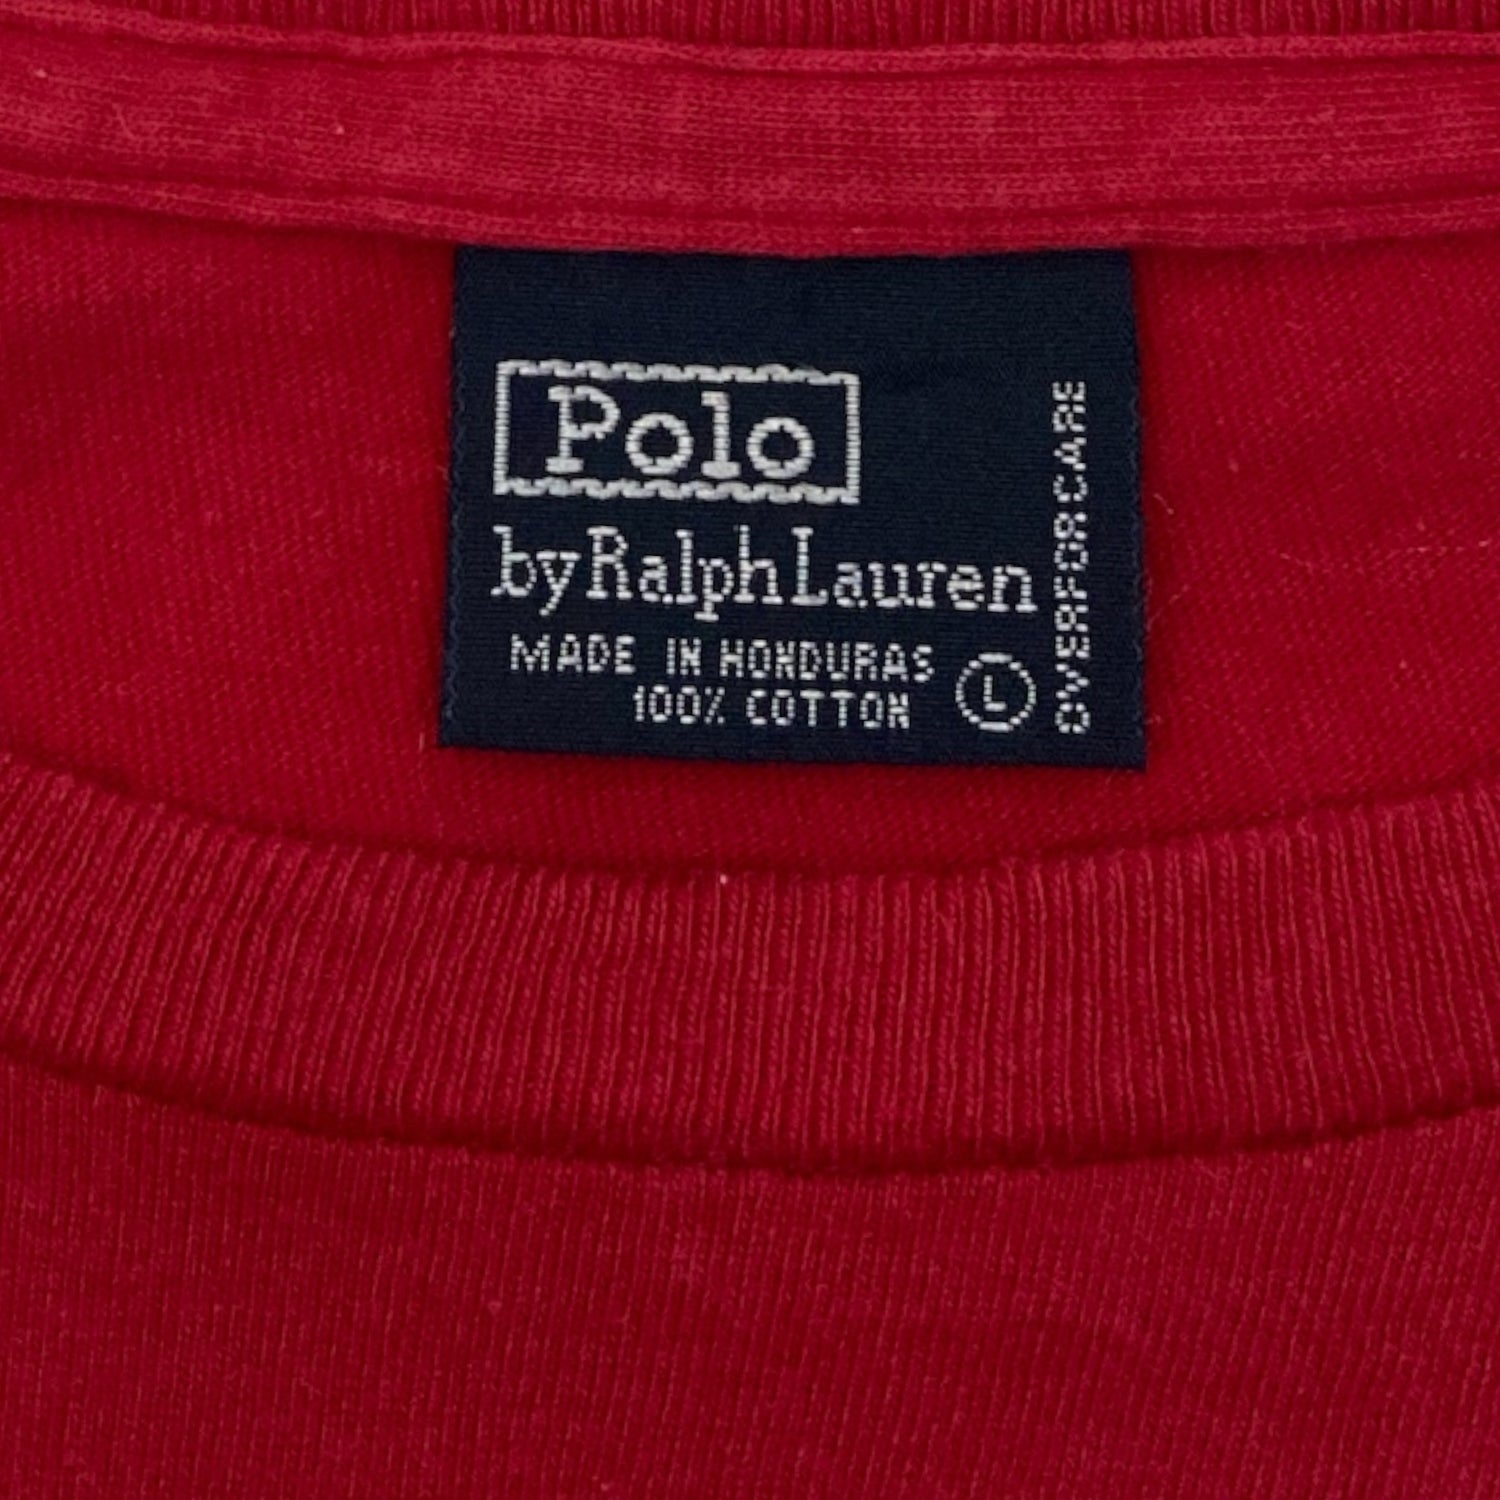 Polo
by Ralph Lauren
MADE IN HONDURAS
100% COTTON
L
OVER FOR CARE